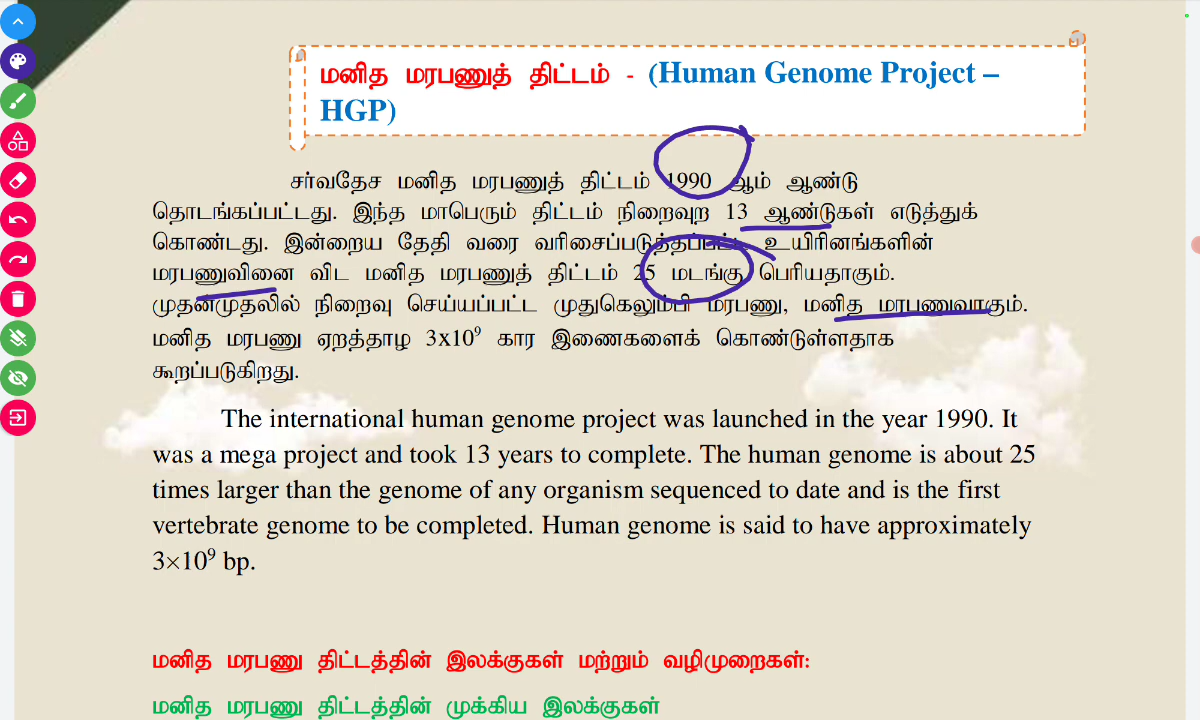 மனித மரபணுத் திட்டம் - (Human Genome Project –
HGP)
சர்வதேச மனித மரபணுத் திட்டம் 1990 ஆம் ஆண்டு
தொடங்கப்பட்டது. இந்த மாபெரும் திட்டம் நிறைவுற 13 ஆண்டுகள் எடுத்துக்
கொண்டது. இன்றைய தேதி வரை வரிசைப்படுத்தப்பட்ட உயிரினங்களின்
மரபணுவினை விட மனித மரபணுத் திட்டம் 25 மடங்கு பெரியதாகும்.
முதன்முதலில் நிறைவு செய்யப்பட்ட முதுகெலும்பி மரபணு, மனித மரபணுவாகும்.
மனித மரபணு ஏறத்தாழ 3x10⁹ கார இணைகளைக் கொண்டுள்ளதாக
கூறப்படுகிறது.
The international human genome project was launched in the year 1990. It
was a mega project and took 13 years to complete. The human genome is about 25
times larger than the genome of any organism sequenced to date and is the first
vertebrate genome to be completed. Human genome is said to have approximately
3×10⁹ bp.
மனித மரபணு திட்டத்தின் இலக்குகள் மற்றும் வழிமுறைகள்:
மனித மரபணு திட்டத்தின் முக்கிய இலக்குகள்